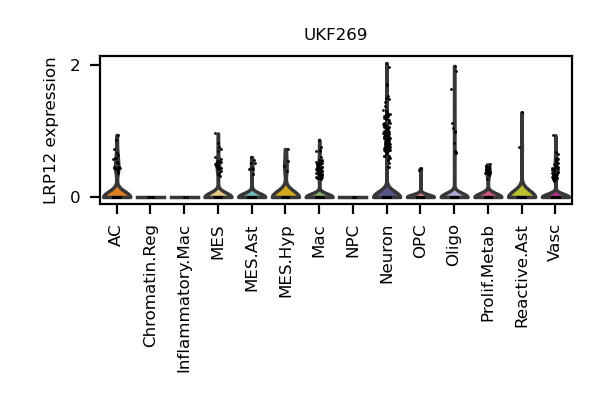 UKF269
LRP12 expression
2
0
AC
Chromatin.Reg
Inflammatory.Mac
MES
MES.Ast
MES.Hyp
Mac
NPC
Neuron
OPC
Oligo
Prolif.Metab
Reactive.Ast
Vasc